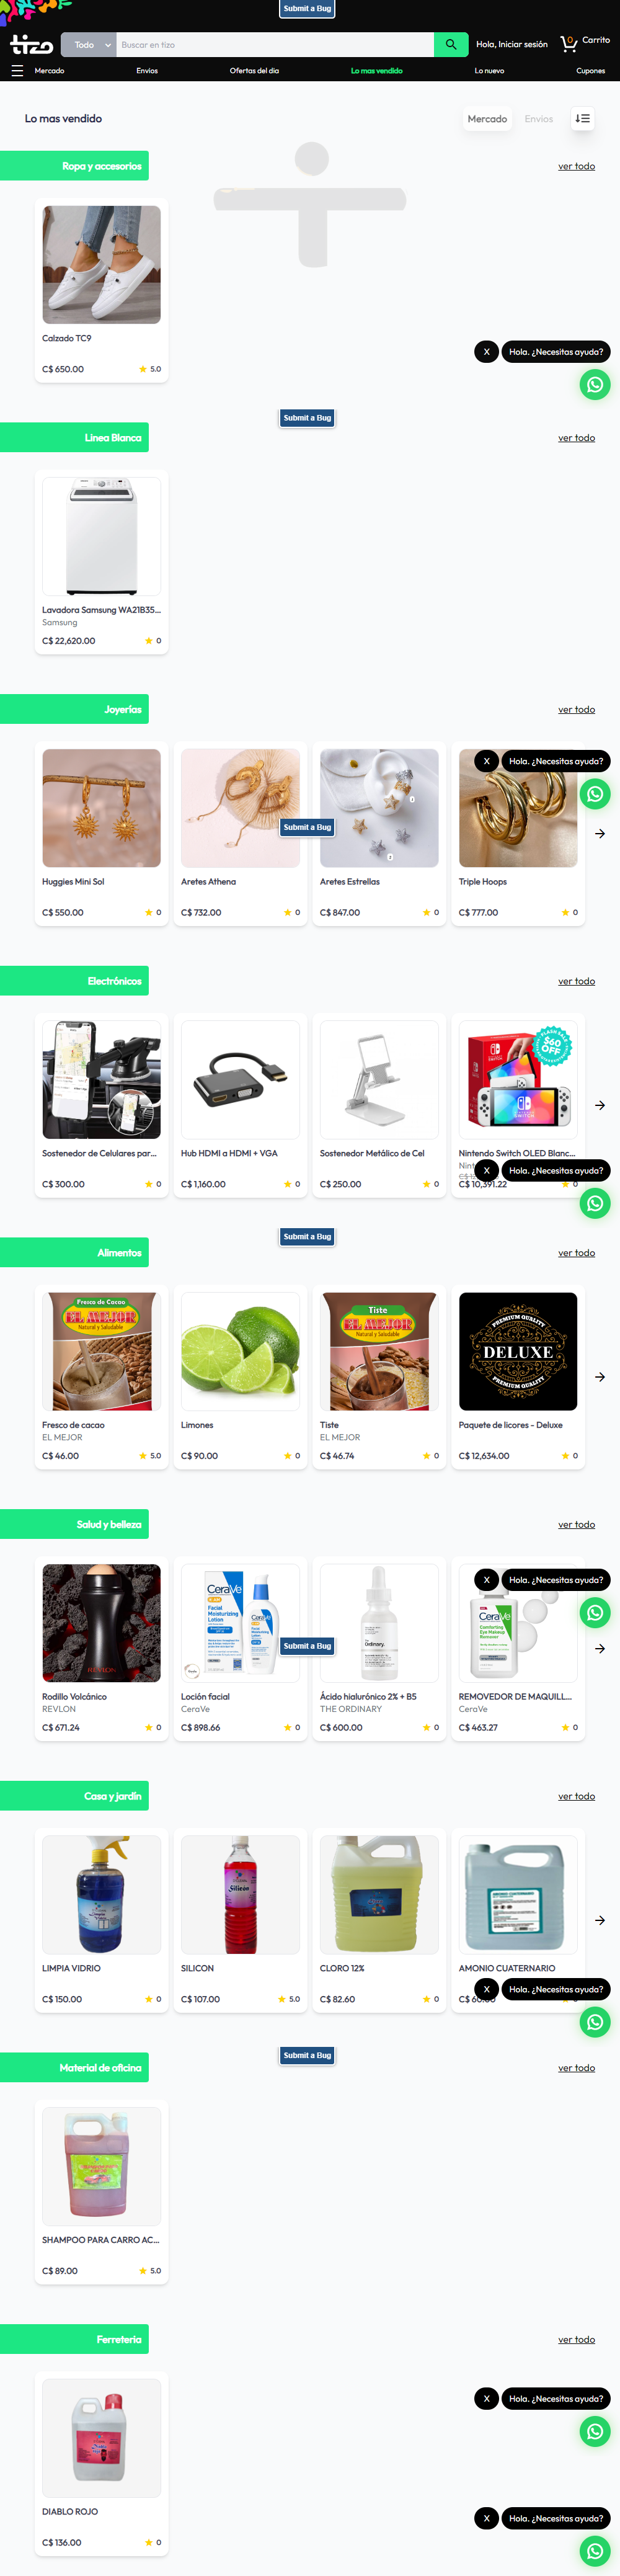 Submit a Bug
tizo
Todo
Buscar en tizo
Hola, Iniciar sesión
0
Carrito
Mercado
Envios
Ofertas del dia
Lo mas vendido
Lo nuevo
Cupones
Lo mas vendido
Mercado
Envios
Ropa y accesorios
ver todo
Calzado TC9
C$ 650.00
5.0
X
Hola. ¿Necesitas ayuda?
Submit a Bug
Linea Blanca
ver todo
Lavadora Samsung WA21B35...
Samsung
C$ 22,620.00
0
Joyerías
ver todo
X
Hola. ¿Necesitas ayuda?
Submit a Bug
Huggies Mini Sol
C$ 550.00
0
Aretes Athena
C$ 732.00
0
Aretes Estrellas
C$ 847.00
0
Triple Hoops
C$ 777.00
0
Electrónicos
ver todo
$60
OFF
Sostenedor de Celulares par...
C$ 300.00
0
Hub HDMI a HDMI + VGA
C$ 1,160.00
0
Sostenedor Metálico de Cel
C$ 250.00
0
Nintendo Switch OLED Blanc...
X
Hola. ¿Necesitas ayuda?
C$ 10,391.22
0
Submit a Bug
Alimentos
ver todo
Fresco de Cacao
EL MEJOR
Natural y Saludable
Fresco de cacao
EL MEJOR
C$ 46.00
5.0
Limones
C$ 90.00
0
Tiste
EL MEJOR
Natural y Saludable
Tiste
EL MEJOR
C$ 46.74
0
PREMIUM QUALITY
DELUXE
PREMIUM QUALITY
Paquete de licores - Deluxe
C$ 12,634.00
0
Salud y belleza
ver todo
X
Hola. ¿Necesitas ayuda?
Submit a Bug
REVLON
Rodillo Volcánico
REVLON
C$ 671.24
0
CeraVe
AM
Facial
Moisturizing
Lotion
CeraVe
Loción facial
CeraVe
C$ 898.66
0
Ordinary.
Ácido hialurónico 2% + B5
THE ORDINARY
C$ 600.00
0
CeraVe
Comforting
Eye Makeup
Remover
REMOVEDOR DE MAQUILL...
CeraVe
C$ 463.27
0
Casa y jardin
ver todo
LIMPIA VIDRIO
C$ 150.00
0
Silicón
SILICON
C$ 107.00
5.0
CLORO 12%
C$ 82.60
0
AMONIO CUATERNARIO
X
Hola. ¿Necesitas ayuda?
Submit a Bug
Material de oficina
ver todo
SHAMPOO PARA CARRO AC...
C$ 89.00
5.0
Ferreteria
ver todo
X
Hola. ¿Necesitas ayuda?
DIABLO ROJO
C$ 136.00
0
X
Hola. ¿Necesitas ayuda?